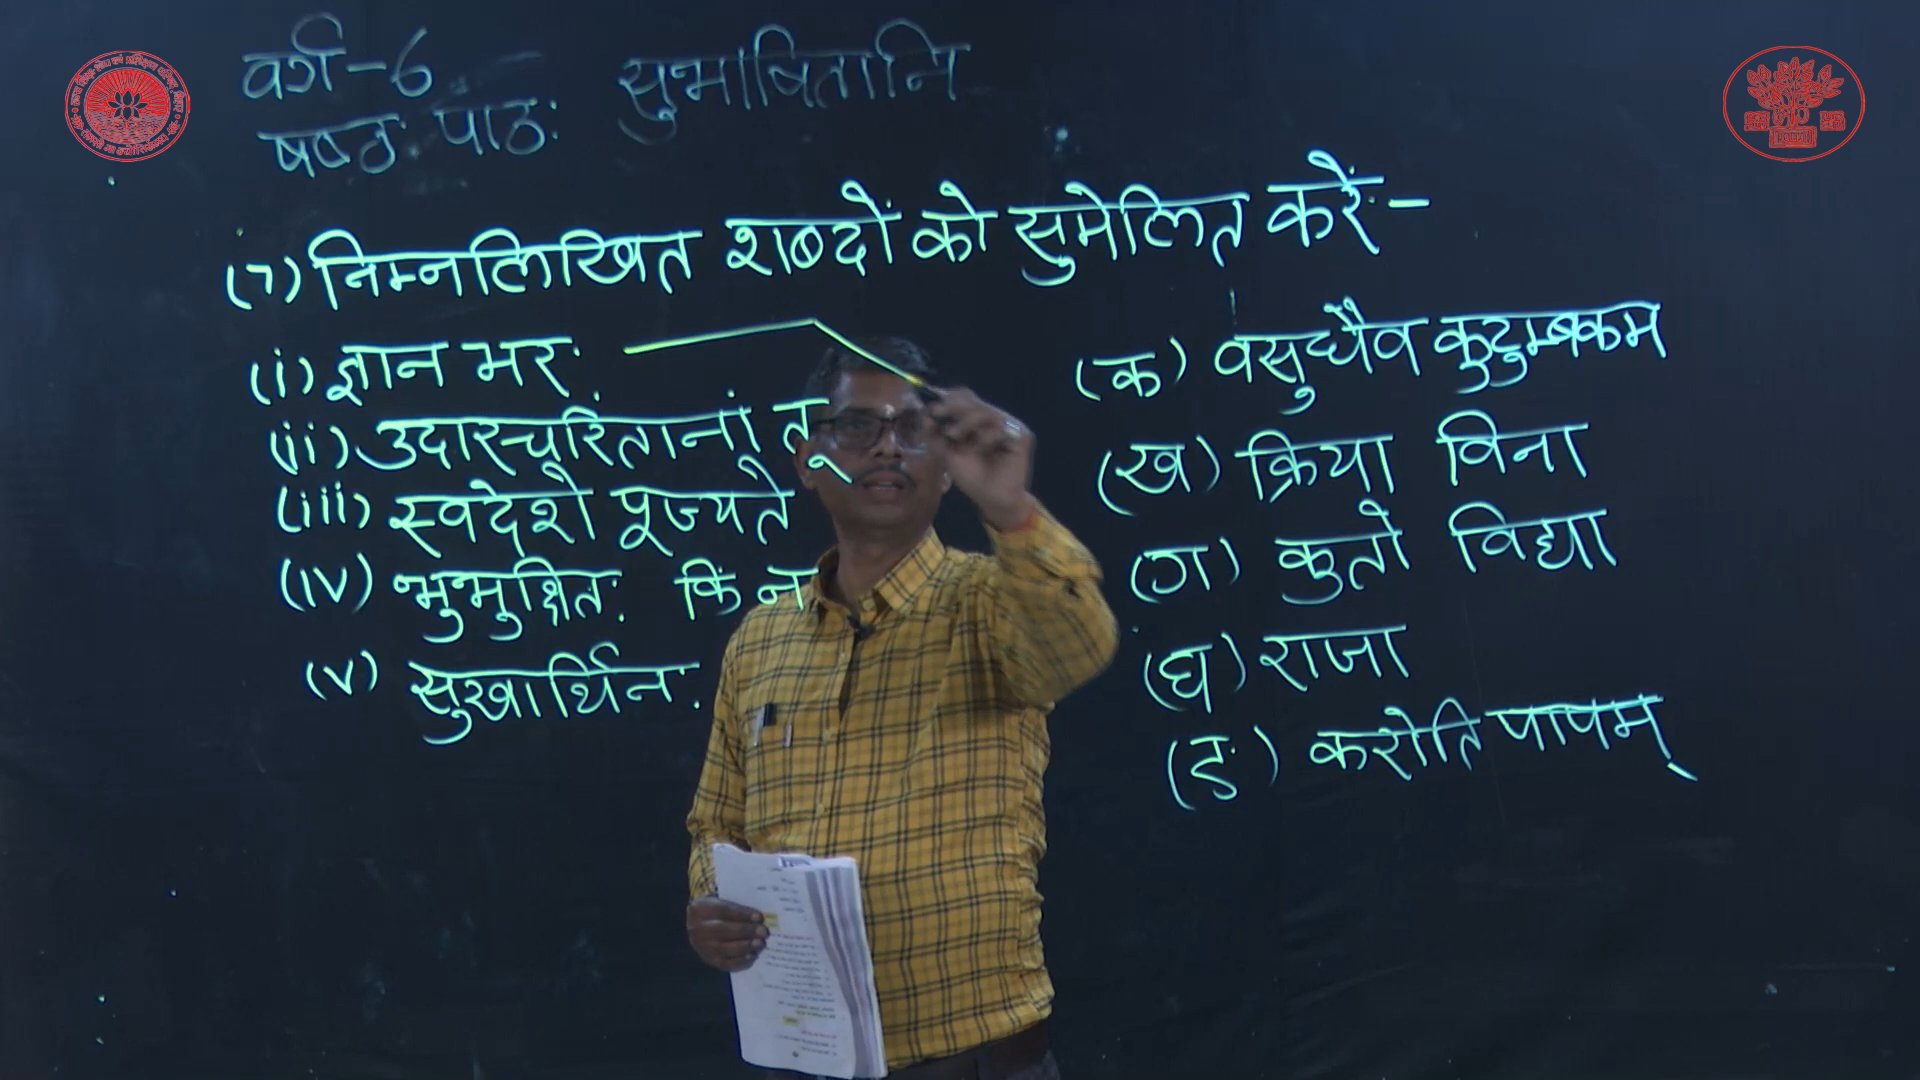 वर्ग-6
षष्ठ: पाठ: सुभाषितानि
(7) निम्नलिखित शब्दों को सुमेलित करें:-
(i) ज्ञान भर: (क) वसुधैव कुटुम्बकम
(ii) उदारचरितानां तु (ख) क्रिया विना
(iii) स्वदेशे पूज्यते (ग) कुतो विद्या
(iv) भुभुक्षित: किं न (घ) राजा
(v) सुखार्थिन: (ङ) करोति पापम्